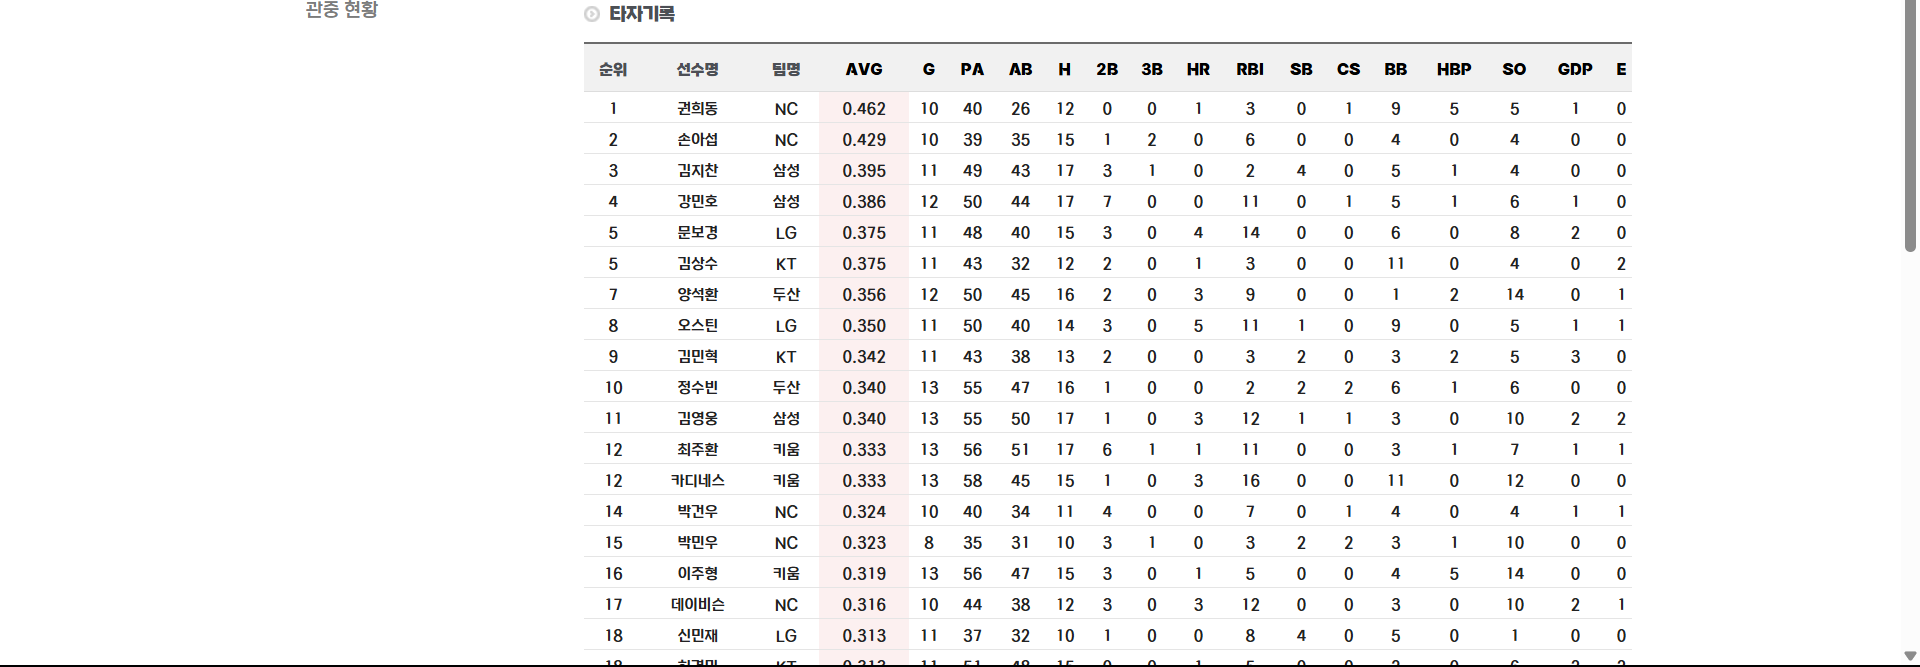 관중 현황
타자기록
순위 선수명 팀명 AVG G PA AB H 2B 3B HR RBI SB CS BB HBP SO GDP E
1 권희동 NC 0.462 10 40 26 12 0 0 1 3 0 1 9 5 5 1 0
2 손아섭 NC 0.429 10 39 35 15 1 2 0 6 0 0 4 0 4 0 0
3 김지찬 삼성 0.395 11 49 43 17 3 1 0 2 4 0 5 1 4 0 0
4 강민호 삼성 0.386 12 50 44 17 7 0 0 11 0 1 5 1 6 1 0
5 문보경 LG 0.375 11 48 40 15 3 0 4 14 0 0 6 0 8 2 0
5 김상수 KT 0.375 11 43 32 12 2 0 1 3 0 0 11 0 4 0 2
7 양석환 두산 0.356 12 50 45 16 2 0 3 9 0 0 1 2 14 0 1
8 오스틴 LG 0.350 11 50 40 14 3 0 5 11 1 0 9 0 5 1 1
9 김민혁 KT 0.342 11 43 38 13 2 0 0 3 2 0 3 2 5 3 0
10 정수빈 두산 0.340 13 55 47 16 1 0 0 2 2 2 6 1 6 0 0
11 김영웅 삼성 0.340 13 55 50 17 1 0 3 12 1 1 3 0 10 2 2
12 최주환 키움 0.333 13 56 51 17 6 1 1 11 0 0 3 1 7 1 1
12 카디네스 키움 0.333 13 58 45 15 1 0 3 16 0 0 11 0 12 0 0
14 박건우 NC 0.324 10 40 34 11 4 0 0 7 0 1 4 0 4 1 1
15 박민우 NC 0.323 8 35 31 10 3 1 0 3 2 2 3 1 10 0 0
16 이주형 키움 0.319 13 56 47 15 3 0 1 5 0 0 4 5 14 0 0
17 데이비슨 NC 0.316 10 44 38 12 3 0 3 12 0 0 3 0 10 2 1
18 신민재 LG 0.313 11 37 32 10 1 0 0 8 4 0 5 0 1 0 0